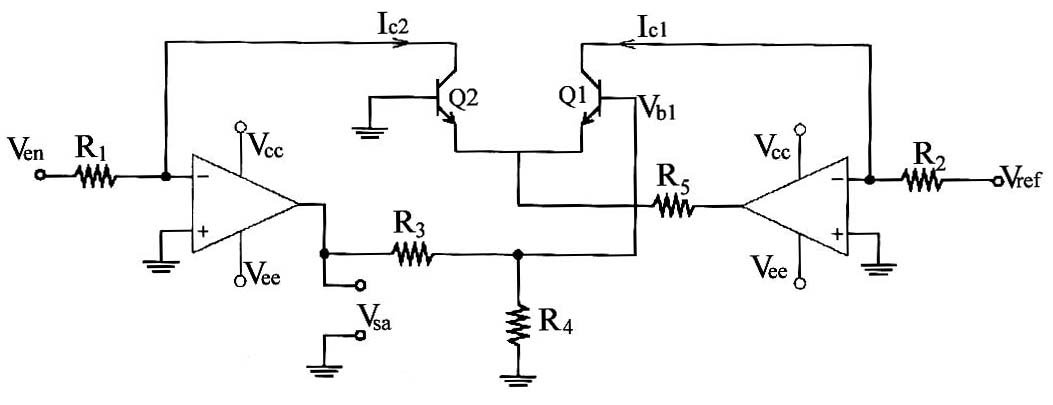 Ic2 Ic1
Q2 Q1 Vb1
Ven R1 Vcc Vcc R2 Vref
− R5 −
+ R3 +
Vee Vee
Vsa R4